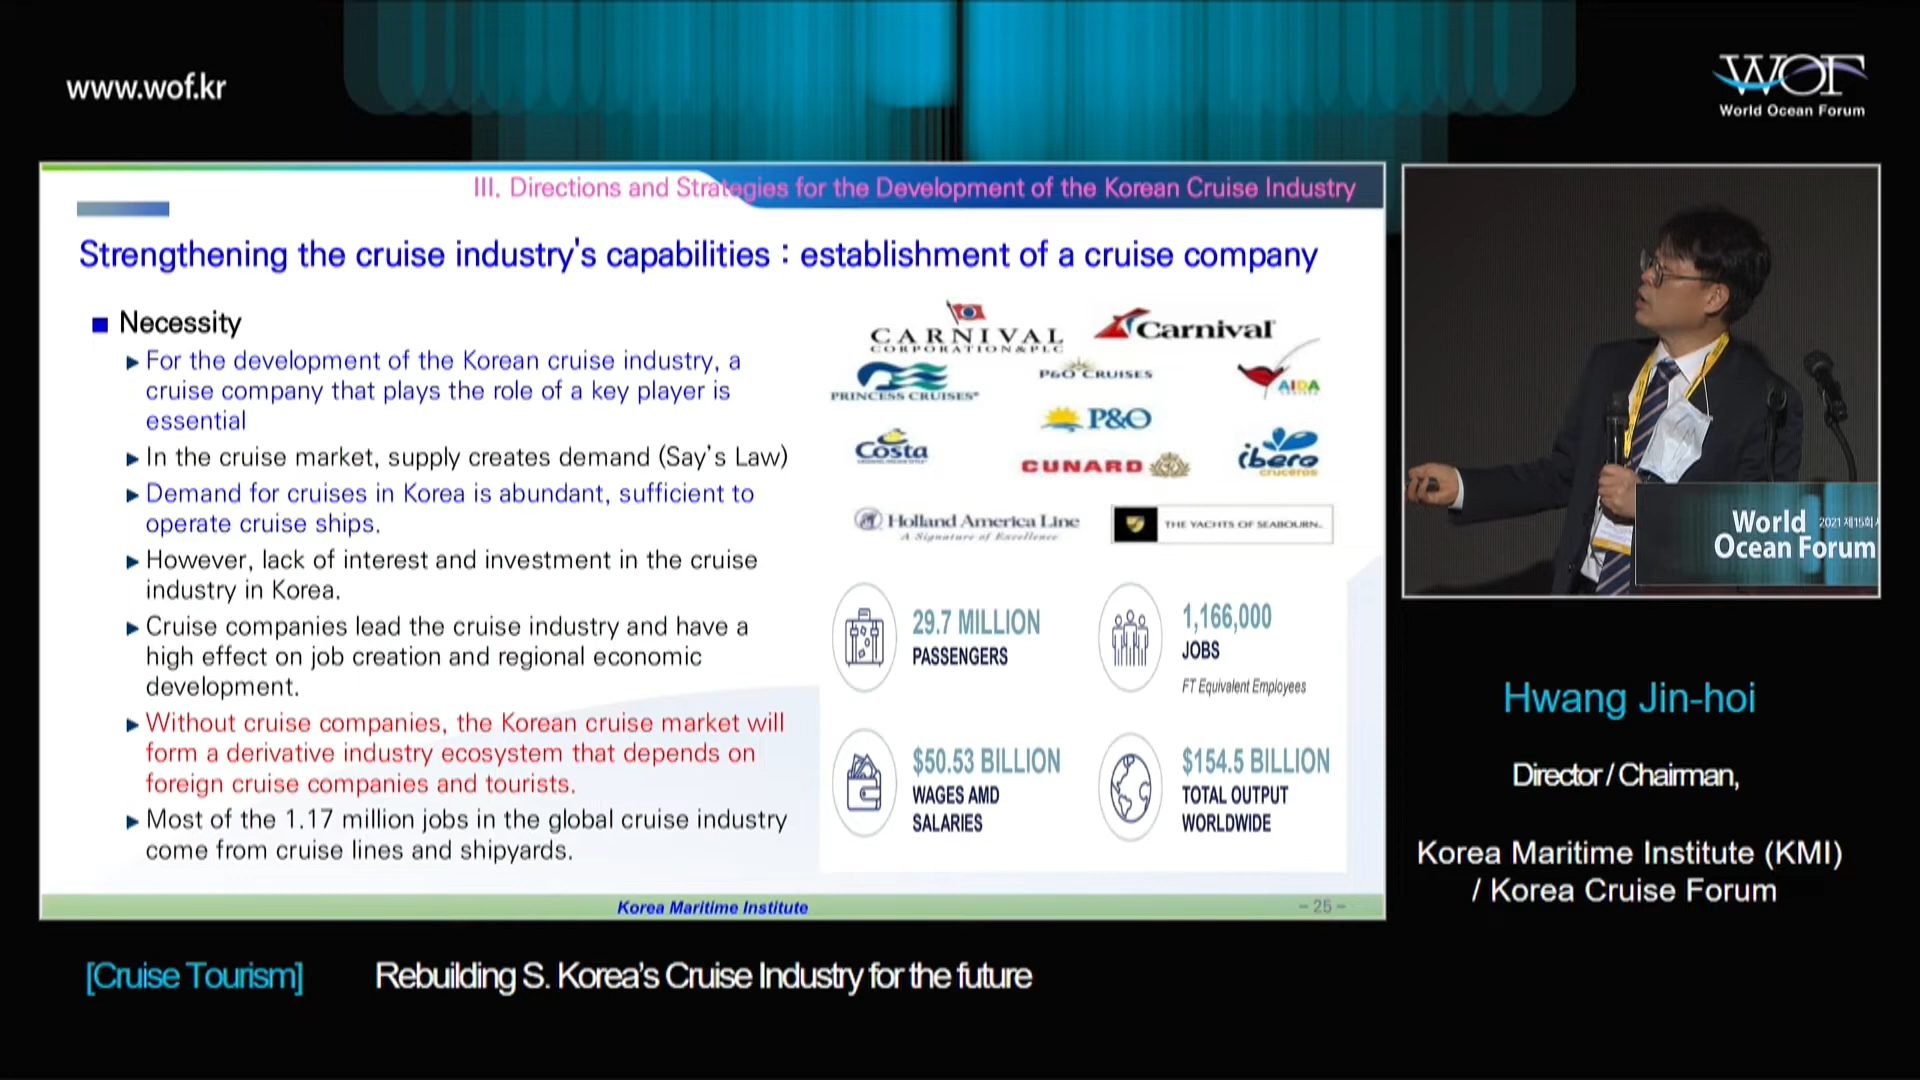 www.wof.kr
WOF
World Ocean Forum
III. Directions and Strategies for the Development of the Korean Cruise Industry
Strengthening the cruise industry's capabilities : establishment of a cruise company
■ Necessity
▶ For the development of the Korean cruise industry, a
cruise company that plays the role of a key player is
essential
▶ In the cruise market, supply creates demand (Say's Law)
▶ Demand for cruises in Korea is abundant, sufficient to
operate cruise ships.
▶ However, lack of interest and investment in the cruise
industry in Korea.
▶ Cruise companies lead the cruise industry and have a
high effect on job creation and regional economic
development.
▶ Without cruise companies, the Korean cruise market will
form a derivative industry ecosystem that depends on
foreign cruise companies and tourists.
▶ Most of the 1.17 million jobs in the global cruise industry
come from cruise lines and shipyards.
CARNIVAL
CORPORATION & PLC
Carnival
PRINCESS CRUISES
P&O CRUISES
AIDA
P&O
Costa
CUNARD
ibero
cruceros
Holland America Line
A Signature of Excellence
THE YACHTS OF SEABOURN
29.7 MILLION
PASSENGERS
1,166,000
JOBS
FT Equivalent Employees
$50.53 BILLION
WAGES AMD
SALARIES
$154.5 BILLION
TOTAL OUTPUT
WORLDWIDE
Korea Maritime Institute
- 25 -
World
2021 제15회
Ocean Forum
Hwang Jin-hoi
Director / Chairman,
Korea Maritime Institute (KMI)
/ Korea Cruise Forum
[Cruise Tourism]
Rebuilding S. Korea's Cruise Industry for the future